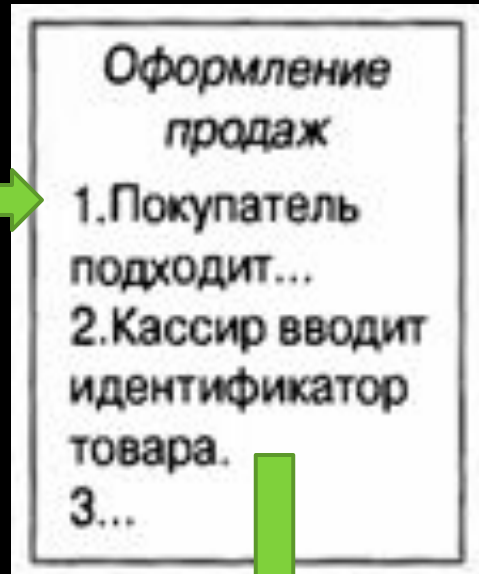 Оформление
продаж
1.Покупатель
подходит...
2.Кассир вводит
идентификатор
товара.
3...